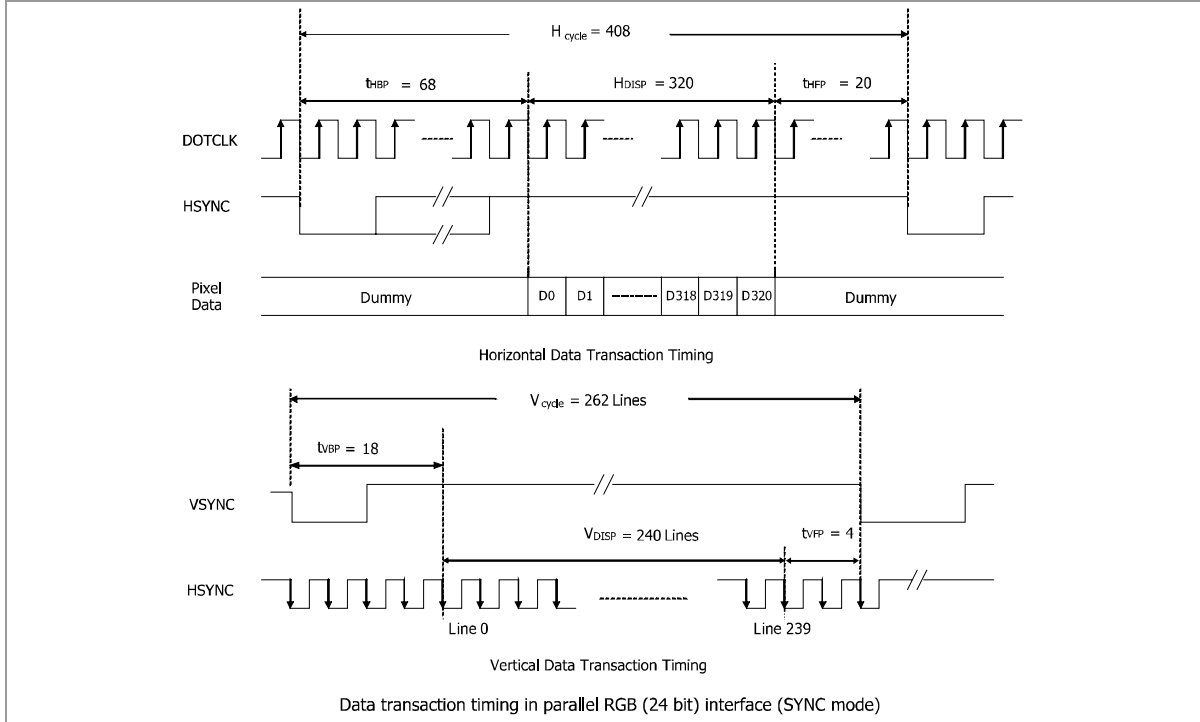 H cycle = 408
tHBP = 68 HDISP = 320 tHFP = 20
DOTCLK
HSYNC
Pixel
Data
Dummy D0 D1 D318 D319 D320 Dummy
Horizontal Data Transaction Timing
V cycle = 262 Lines
tVBP = 18
VSYNC
VDISP = 240 Lines tVFP = 4
HSYNC
Line 0 Line 239
Vertical Data Transaction Timing
Data transaction timing in parallel RGB (24 bit) interface (SYNC mode)